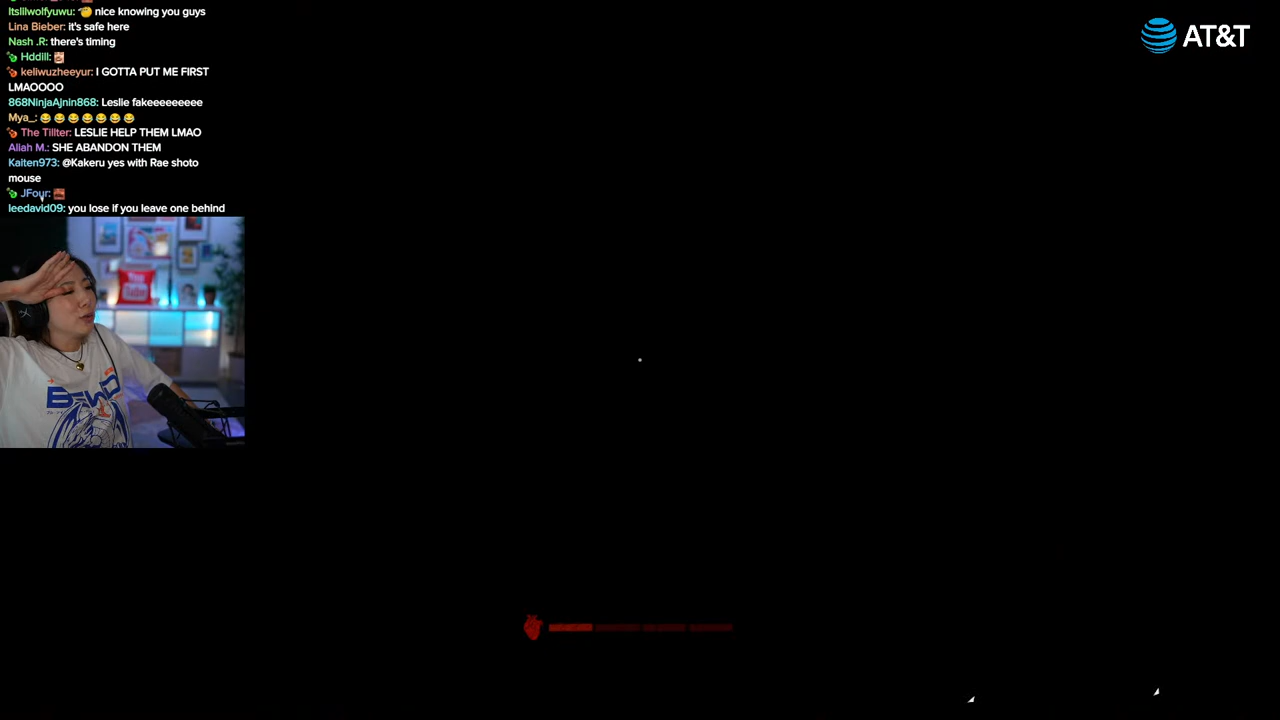 Itslilwolfyuwu: nice knowing you guys
Lina Bieber: it's safe here
Nash .R: there's timing
Hddill:
keliwuzheeyur: I GOTTA PUT ME FIRST
LMAOOOO
868NinjaAjnin868: Leslie fakeeeeeeeee
Mya_: 😂😂😂😂😂😂😂
The Tillter: LESLIE HELP THEM LMAO
Aliah M.: SHE ABANDON THEM
Kaiten973: @Kakeru yes with Rae shoto
mouse
JFour:
leedavid09: you lose if you leave one behind
AT&T